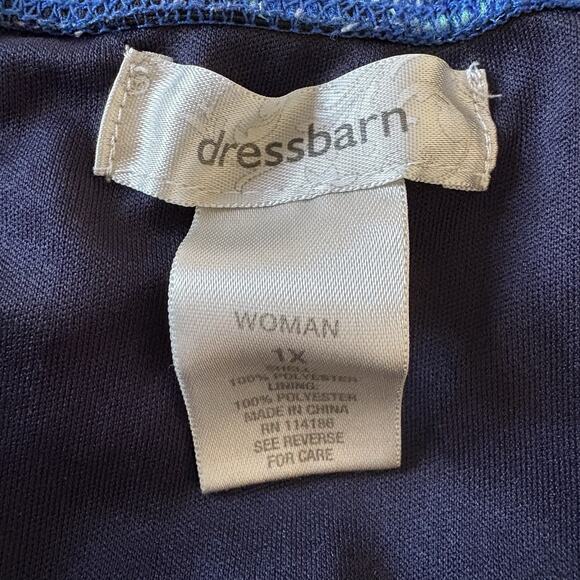 dressbarn
WOMAN
1X
SHELL
100% POLYESTER
LINING:
100% POLYESTER
MADE IN CHINA
RN 114186
SEE REVERSE
FOR CARE